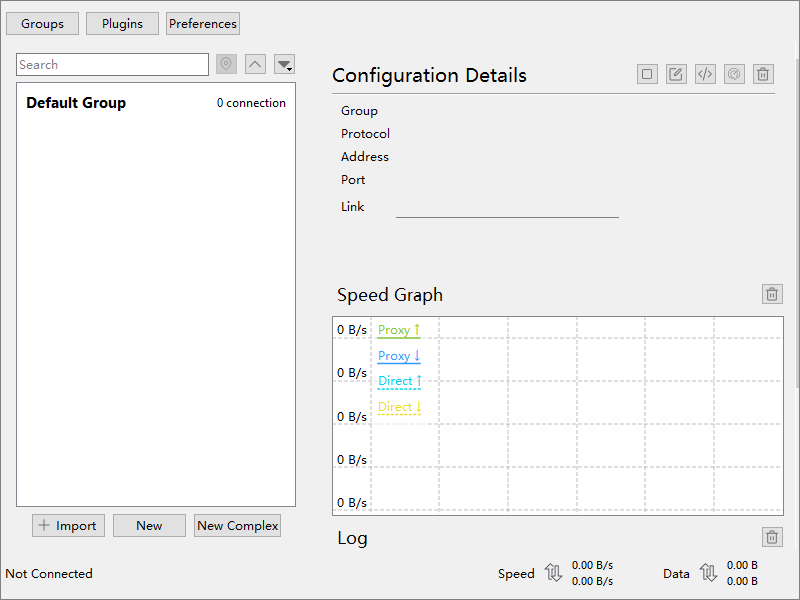 Groups Plugins Preferences
Search
Default Group 0 connection
Import New New Complex
Configuration Details
Group
Protocol
Address
Port
Link
Speed Graph
0 B/s Proxy ↑
Proxy ↓
0 B/s
Direct ↑
Direct ↓
0 B/s
0 B/s
0 B/s
Log
Not Connected
Speed 0.00 B/s
0.00 B/s
Data 0.00 B
0.00 B